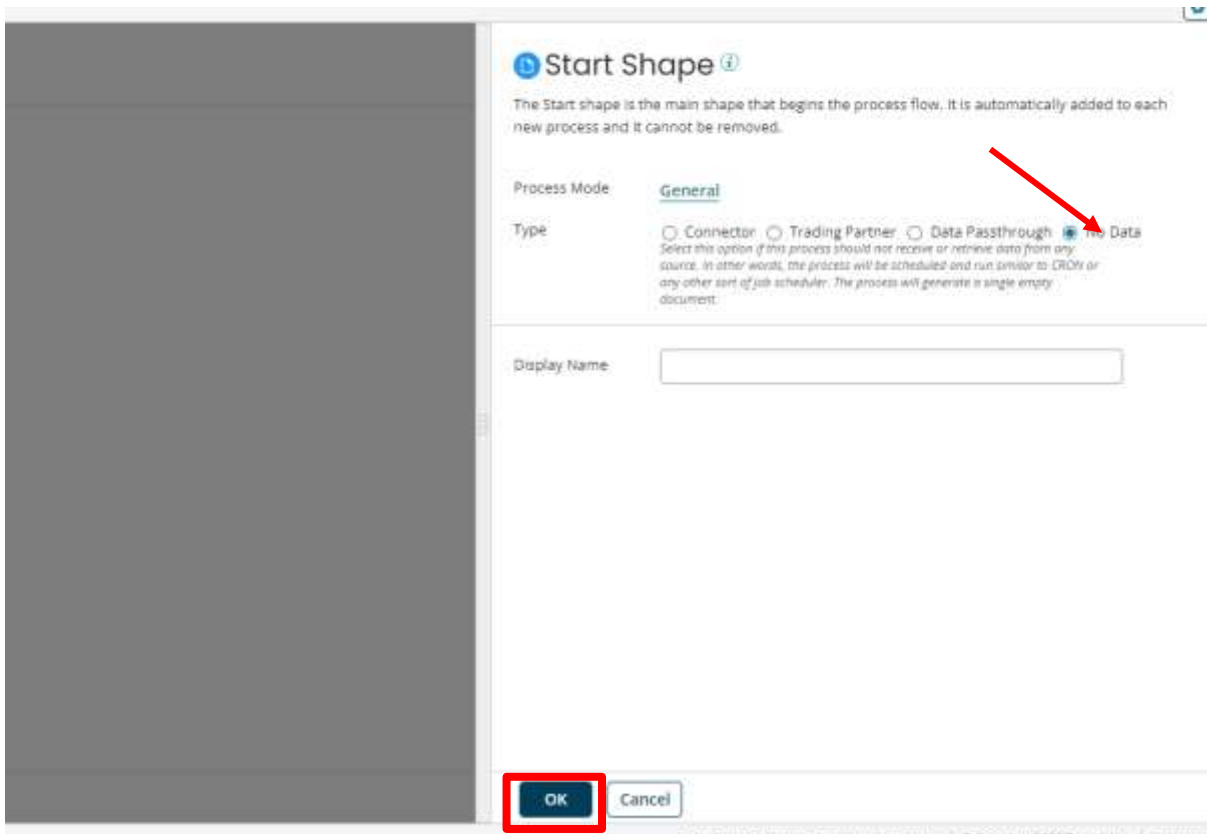 Start Shape
The Start shape is the main shape that begins the process flow. It is automatically added to each
new process and it cannot be removed.
Process Mode General
Type Connector Trading Partner Data Passthrough No Data
Select this option if this process should not receive or retrieve data from any
source. In other words, the process will be scheduled and run similar to CRON or
any other sort of job scheduler. The process will generate a single empty
document.
Display Name
OK Cancel